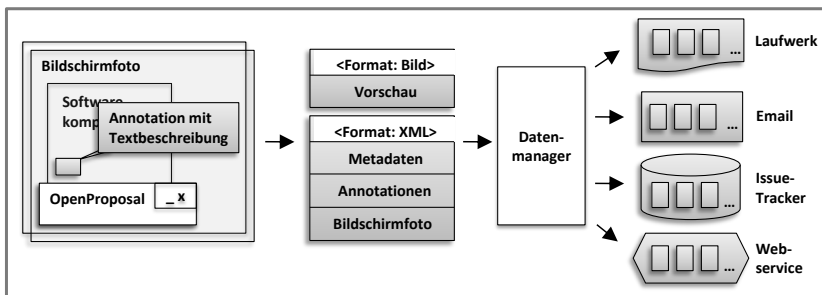 Bildschirmfoto
Software-
komp
Annotation mit
Textbeschreibung
OpenProposal
_ x
<Format: Bild>
Vorschau
<Format: XML>
Metadaten
Annotationen
Bildschirmfoto
Daten-
manager
...
Laufwerk
...
Email
...
Issue-
Tracker
...
Web-
service